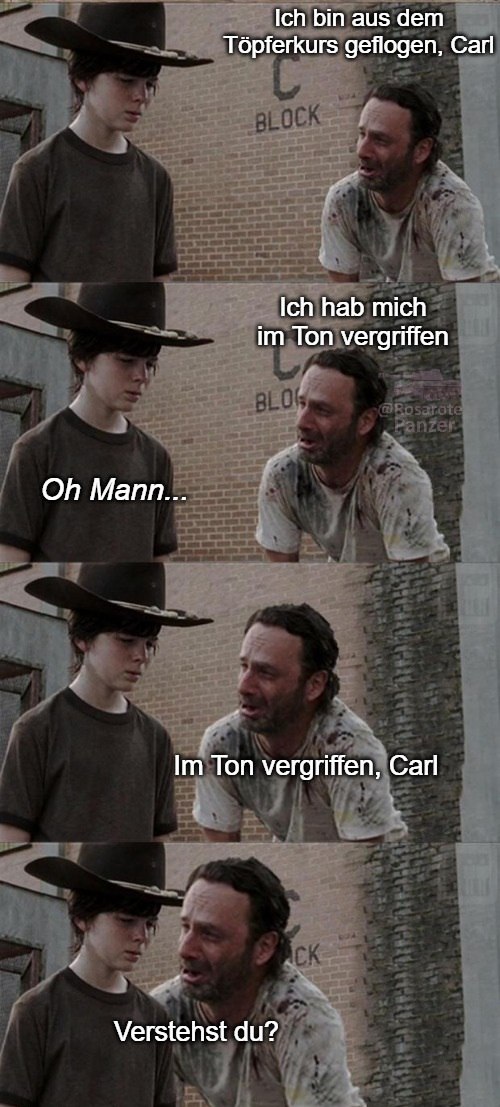 Ich bin aus dem
Töpferkurs geflogen, Carl
C
BLOCK
Ich hab mich
im Ton vergriffen
BLO
@Rosarote
Panzer
Oh Mann...
Im Ton vergriffen, Carl
CK
Verstehst du?